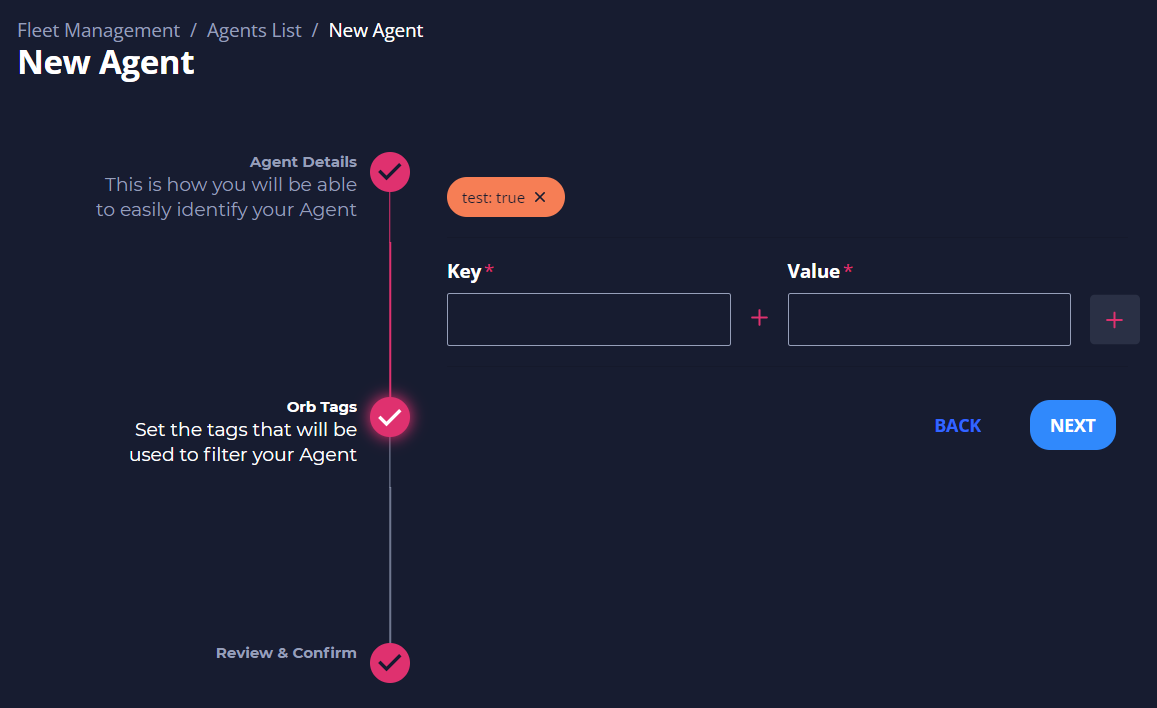 Fleet Management / Agents List / New Agent
New Agent
Agent Details
This is how you will be able
to easily identify your Agent
test: true ×
Key *
Value *
+
+
Orb Tags
Set the tags that will be
used to filter your Agent
BACK
NEXT
Review & Confirm